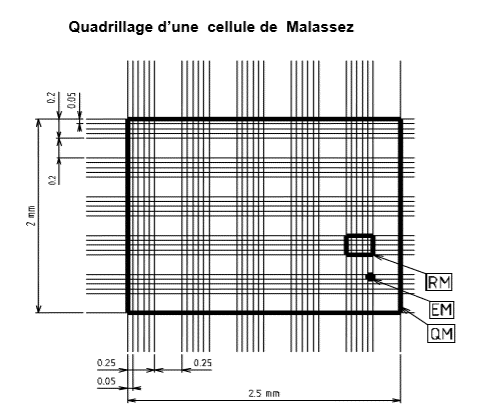 Quadrillage d'une cellule de Malassez
0.2
0.05
0.2
2 mm
RM
EM
QM
0.25
0.25
0.05
2.5 mm